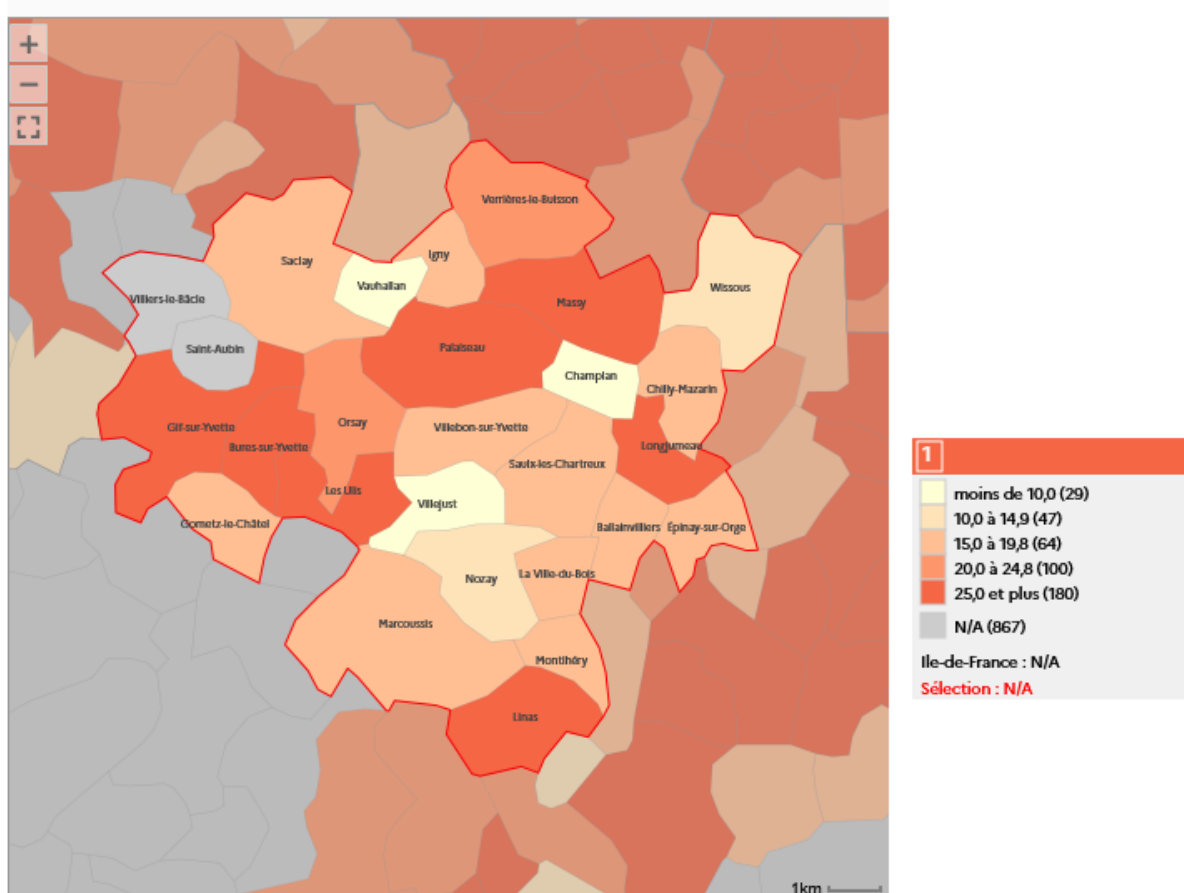 +
−
Verrières-le-Buisson
Igny
Saclay
Vauhallan
Wissous
Villiers-le-Bâcle
Massy
Saint-Aubin
Palaiseau
Champlan
Chilly-Mazarin
Orsay
Gif-sur-Yvette
Villebon-sur-Yvette
Bures-sur-Yvette
Longjumeau
Saulx-les-Chartreux
Les Ulis
Villejust
Gometz-le-Châtel
Ballainvilliers
Épinay-sur-Orge
La Ville-du-Bois
Nozay
Marcoussis
Montlhéry
Linas
1km
1
moins de 10,0 (29)
10,0 à 14,9 (47)
15,0 à 19,8 (64)
20,0 à 24,8 (100)
25,0 et plus (180)
N/A (867)
Ile-de-France : N/A
Sélection : N/A